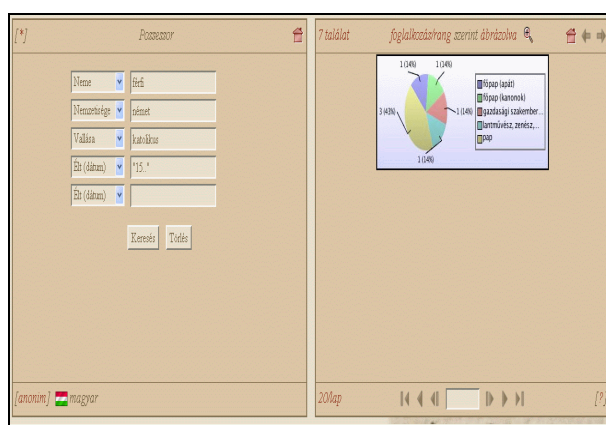 [*] Possessor
Neme férfi
Nemzetisége német
Vallása katolikus
Élt (dátum) "15.."
Élt (dátum)
Keresés Törlés
[anonim] magyar
7 találat foglalkozás/rang szerint ábrázolva
1 (14%) 1 (14%)
3 (43%) 1 (14%)
1 (14%)
főpap (apát)
főpap (kanonok)
gazdasági szakember...
lantművész, zenész,...
pap
20/lap [?]